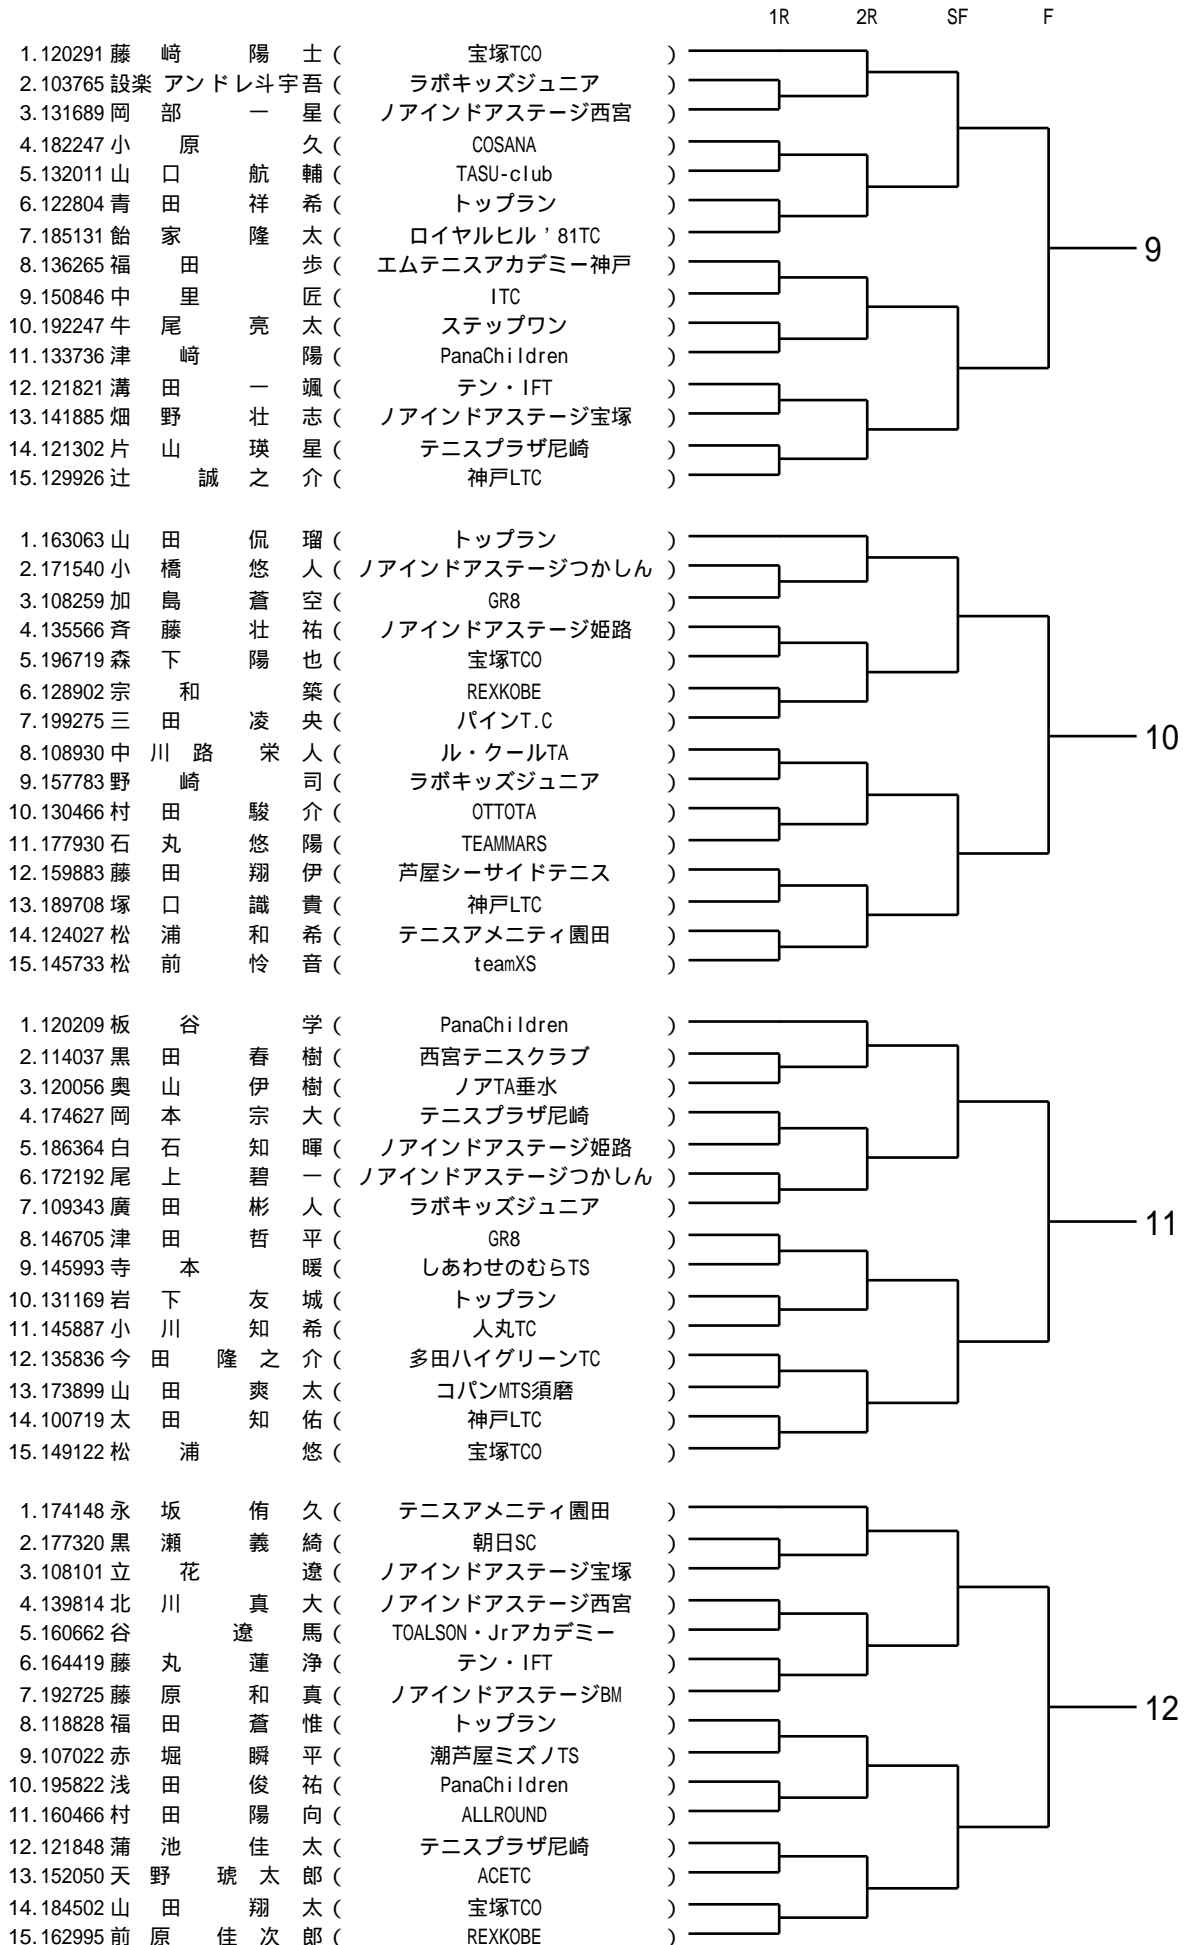 1R 2R SF F
1.120291 藤﨑 陽士 ( 宝塚TCO )
2.103765 設楽 アンドレ斗宇吾 ( ラボキッズジュニア )
3.131689 岡部 一星 ( ノアインドアステージ西宮 )
4.182247 小原 久 ( COSANA )
5.132011 山口 航輔 ( TASU-club )
6.122804 青田 祥希 ( トップラン )
7.185131 飴家 隆太 ( ロイヤルヒル'81TC )
9
8.136265 福田 歩 ( エムテニスアカデミー神戸 )
9.150846 中里 匠 ( ITC )
10.192247 牛尾 亮太 ( ステップワン )
11.133736 津﨑 陽 ( PanaChildren )
12.121821 溝田 一颯 ( テン・IFT )
13.141885 畑野 壮志 ( ノアインドアステージ宝塚 )
14.121302 片山 瑛星 ( テニスプラザ尼崎 )
15.129926 辻 誠之介 ( 神戸LTC )
1.163063 山田 侃瑠 ( トップラン )
2.171540 小橋 悠人 ( ノアインドアステージつかしん )
3.108259 加島 蒼空 ( GR8 )
4.135566 斉藤 壮祐 ( ノアインドアステージ姫路 )
5.196719 森下 陽也 ( 宝塚TCO )
6.128902 宗和 築 ( REXKOBE )
7.199275 三田 凌央 ( パインT.C )
10
8.108930 中川路 栄人 ( ル・クールTA )
9.157783 野崎 司 ( ラボキッズジュニア )
10.130466 村田 駿介 ( OTTOTA )
11.177930 石丸 悠陽 ( TEAMMARS )
12.159883 藤田 翔伊 ( 芦屋シーサイドテニス )
13.189708 塚口 識貴 ( 神戸LTC )
14.124027 松浦 和希 ( テニスアメニティ園田 )
15.145733 松前 怜音 ( teamXS )
1.120209 板谷 学 ( PanaChildren )
2.114037 黒田 春樹 ( 西宮テニスクラブ )
3.120056 奥山 伊樹 ( ノアTA垂水 )
4.174627 岡本 宗大 ( テニスプラザ尼崎 )
5.186364 白石 知暉 ( ノアインドアステージ姫路 )
6.172192 尾上 碧一 ( ノアインドアステージつかしん )
7.109343 廣田 彬人 ( ラボキッズジュニア )
11
8.146705 津田 哲平 ( GR8 )
9.145993 寺本 暖 ( しあわせのむらTS )
10.131169 岩下 友城 ( トップラン )
11.145887 小川 知希 ( 人丸TC )
12.135836 今田 隆之介 ( 多田ハイグリーンTC )
13.173899 山田 爽太 ( コパンMTS須磨 )
14.100719 太田 知佑 ( 神戸LTC )
15.149122 松浦 悠 ( 宝塚TCO )
1.174148 永坂 侑久 ( テニスアメニティ園田 )
2.177320 黒瀬 義綺 ( 朝日SC )
3.108101 立花 遼 ( ノアインドアステージ宝塚 )
4.139814 北川 真大 ( ノアインドアステージ西宮 )
5.160662 谷 遼馬 ( TOALSON・Jrアカデミー )
6.164419 藤丸 蓮浄 ( テン・IFT )
7.192725 藤原 和真 ( ノアインドアステージBM )
12
8.118828 福田 蒼惟 ( トップラン )
9.107022 赤堀 瞬平 ( 潮芦屋ミズノTS )
10.195822 浅田 俊祐 ( PanaChildren )
11.160466 村田 陽向 ( ALLROUND )
12.121848 蒲池 佳太 ( テニスプラザ尼崎 )
13.152050 天野 琥太郎 ( ACETC )
14.184502 山田 翔太 ( 宝塚TCO )
15.162995 前原 佳次郎 ( REXKOBE )